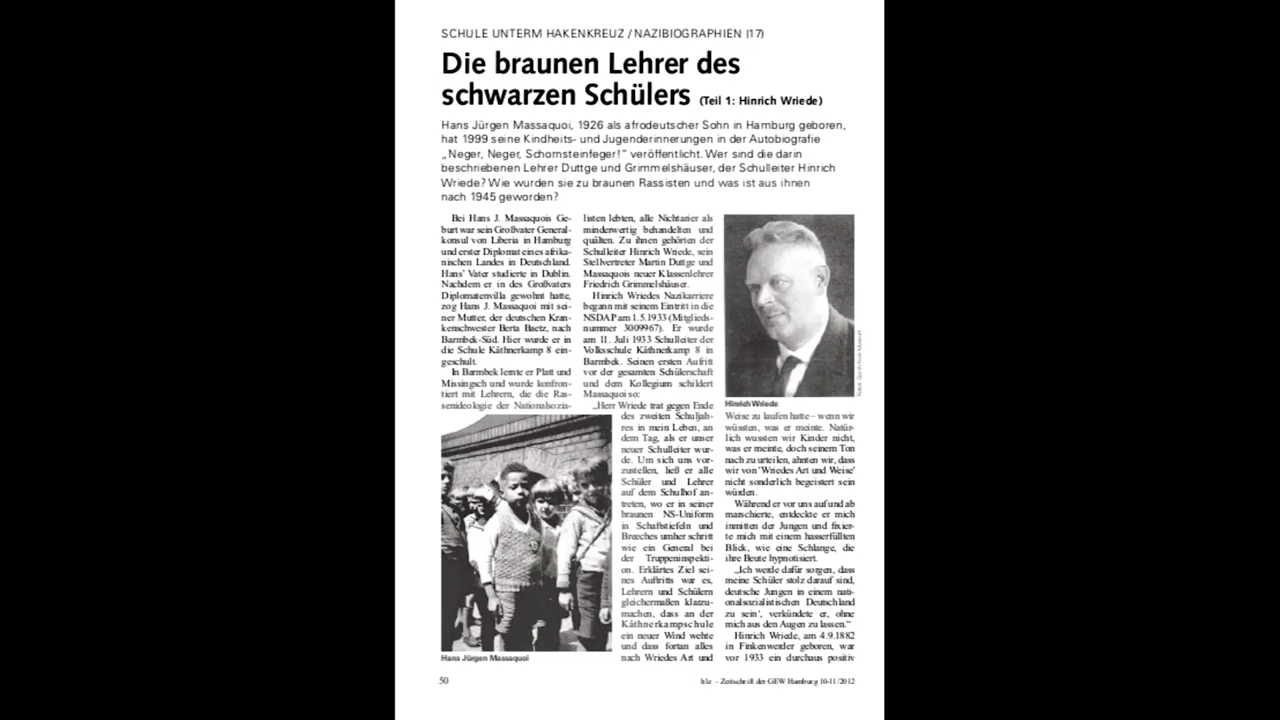 SCHULE UNTERM HAKENKREUZ / NAZIBIOGRAPHIEN (17)
Die braunen Lehrer des
schwarzen Schülers (Teil 1: Hinrich Wriede)
Hans Jürgen Massaquoi, 1926 als afrodeutscher Sohn in Hamburg geboren,
hat 1999 seine Kindheits- und Jugenderinnerungen in der Autobiografie
„Neger, Neger, Schornsteinfeger!“ veröffentlicht. Wer sind die darin
beschriebenen Lehrer Duttge und Grimmelshäuser, der Schulleiter Hinrich
Wriede? Wie wurden sie zu braunen Rassisten und was ist aus ihnen
nach 1945 geworden?
Bei Hans J. Massaquois Ge-
burt war sein Großvater General-
konsul von Liberia in Hamburg
und erster Diplomat eines afrika-
nischen Landes in Deutschland.
Hans’ Vater studierte in Dublin.
Nachdem er in des Großvaters
Diplomatenvilla gewohnt hatte,
zog Hans J. Massaquoi mit sei-
ner Mutter, der deutschen Kran-
kenschwester Berta Baetz, nach
Barmbek-Süd. Hier wurde er in
die Schule Käthnerkamp 8 ein-
geschult.
In Barmbek lernte er Platt und
Missingsch und wurde konfron-
tiert mit Lehrern, die die Ras-
senideologie der Nationalsozia-
Hans Jürgen Massaquoi
listen lebten, alle Nichtarier als
minderwertig behandelten und
quälten. Zu ihnen gehörten der
Schulleiter Hinrich Wriede, sein
Stellvertreter Martin Duttge und
Massaquois neuer Klassenlehrer
Friedrich Grimmelshäuser.
Hinrich Wriedes Nazikarriere
begann mit seinem Eintritt in die
NSDAP am 1.5.1933 (Mitglieds-
nummer 3009967). Er wurde
am 11. Juli 1933 Schulleiter der
Volksschule Käthnerkamp 8 in
Barmbek. Seinen ersten Auftritt
vor der gesamten Schülerschaft
und dem Kollegium schildert
Massaquoi so:
„Herr Wriede trat gegen Ende
des zweiten Schuljah-
res in mein Leben, an
dem Tag, als er unser
neuer Schulleiter wur-
de. Um sich uns vor-
zustellen, ließ er alle
Schüler und Lehrer
auf dem Schulhof an-
treten, wo er in seiner
braunen NS-Uniform
in Schaftstiefeln und
Breeches umher schritt
wie ein General bei
der Truppeninspekti-
on. Erklärtes Ziel sei-
nes Auftritts war es,
Lehrern und Schülern
gleichermaßen klarzu-
machen, dass an der
Käthnerkampschule
ein neuer Wind wehte
und dass fortan alles
nach Wriedes Art und
Hinrich Wriede
Weise zu laufen hatte – wenn wir
wüssten, was er meinte. Natür-
lich wussten wir Kinder nicht,
was er meinte, doch seinem Ton
nach zu urteilen, ahnten wir, dass
wir von 'Wriedes Art und Weise'
nicht sonderlich begeistert sein
würden.
Während er vor uns auf und ab
marschierte, entdeckte er mich
inmitten der Jungen und fixier-
te mich mit einem hasserfüllten
Blick, wie eine Schlange, die
ihre Beute hypnotisiert.
„Ich werde dafür sorgen, dass
meine Schüler stolz darauf sind,
deutsche Jungen in einem nati-
onalsozialistischen Deutschland
zu sein‘, verkündete er, ohne
mich aus den Augen zu lassen.“
Hinrich Wriede, am 4.9.1882
in Finkenwerder geboren, war
vor 1933 ein durchaus positiv
50
hlz – Zeitschrift der GEW Hamburg 10-11/2012